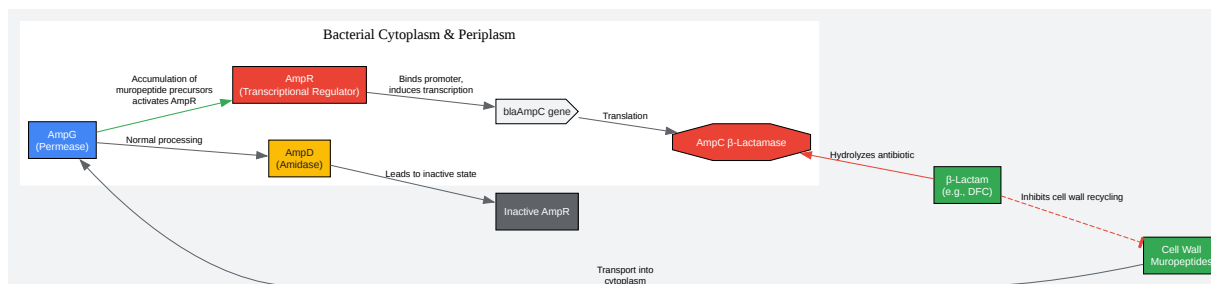 Bacterial Cytoplasm & Periplasm
Accumulation of
muropeptide precursors
activates AmpR
AmpR
(Transcriptional Regulator)
Binds promoter,
induces transcription
blaAmpC gene
Translation
AmpC β-Lactamase
AmpG
(Permease)
Normal processing
AmpD
(Amidase)
Leads to inactive state
Inactive AmpR
Hydrolyzes antibiotic
β-Lactam
(e.g., DFC)
Inhibits cell wall recycling
Cell Wall
Muropeptides
Transport into
cytoplasm